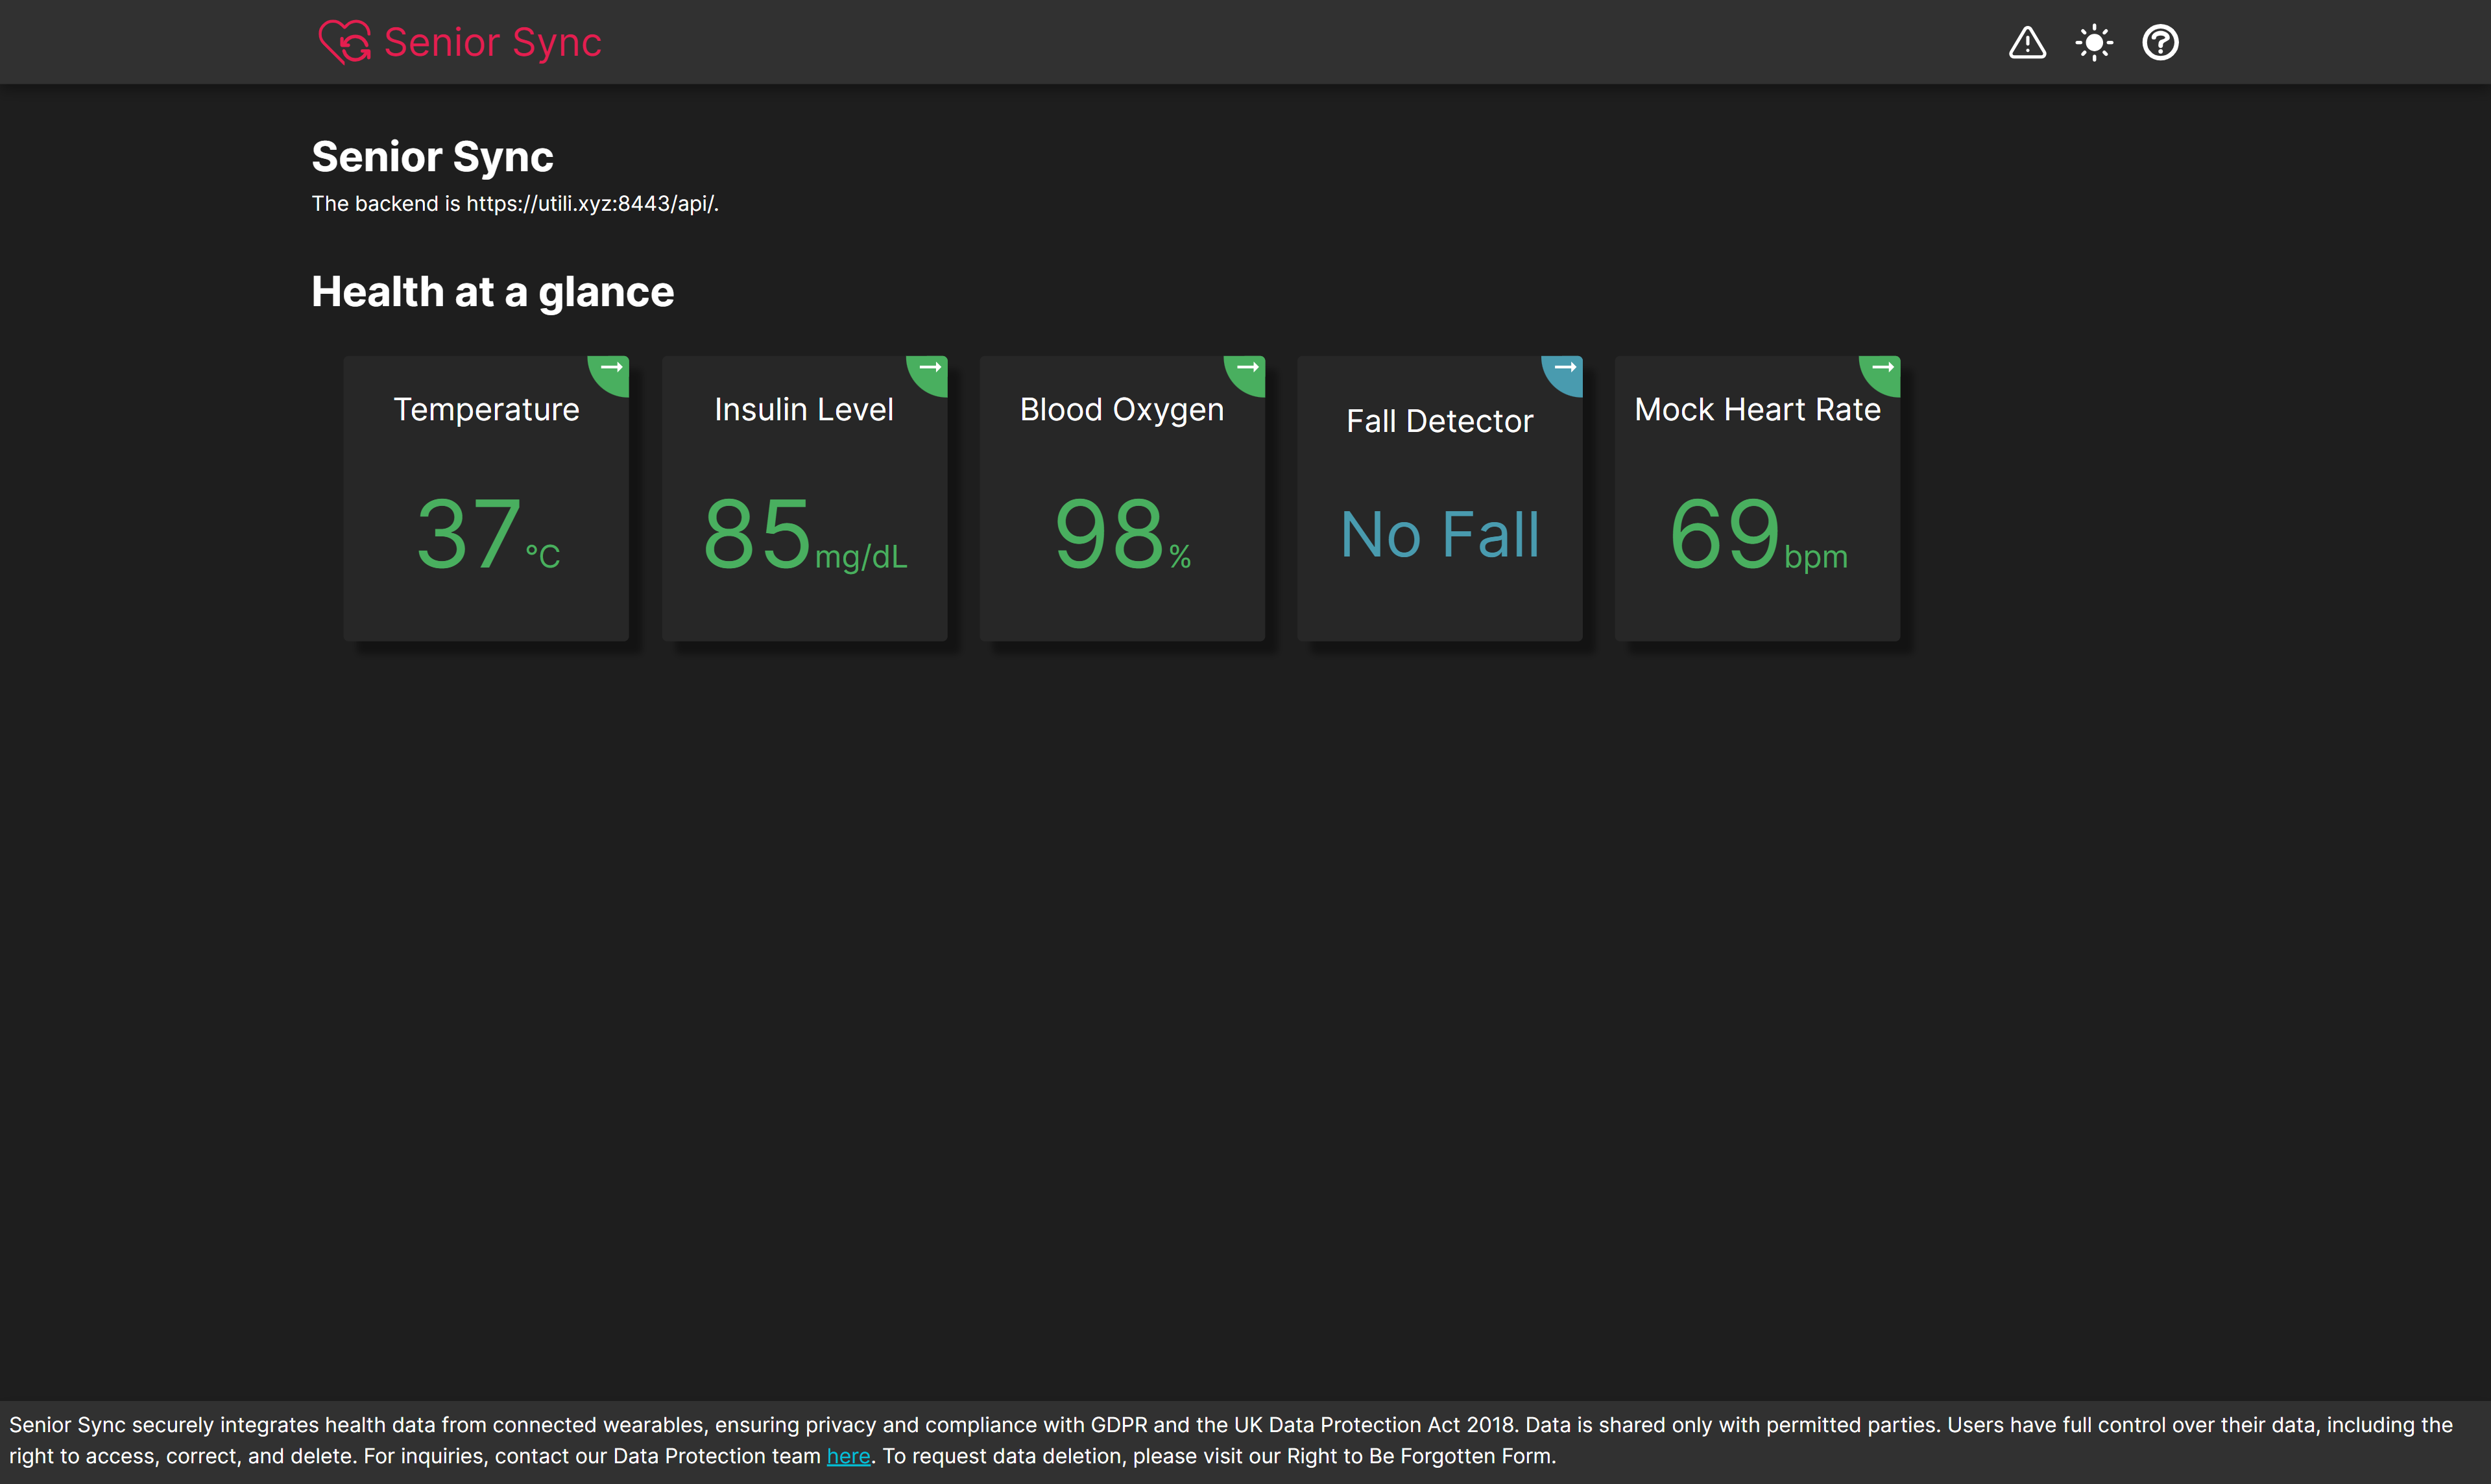 Senior Sync
Senior Sync
The backend is https://utili.xyz:8443/api/.
Health at a glance
Temperature
37 °C
Insulin Level
85 mg/dL
Blood Oxygen
98 %
Fall Detector
No Fall
Mock Heart Rate
69 bpm
Senior Sync securely integrates health data from connected wearables, ensuring privacy and compliance with GDPR and the UK Data Protection Act 2018. Data is shared only with permitted parties. Users have full control over their data, including the
right to access, correct, and delete. For inquiries, contact our Data Protection team here. To request data deletion, please visit our Right to Be Forgotten Form.